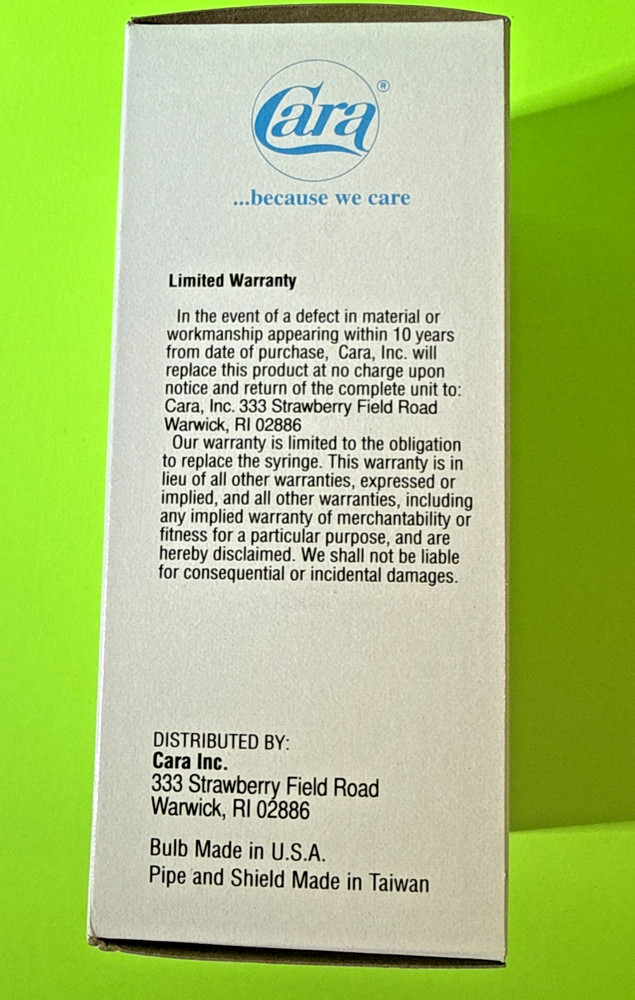 Cara®
...because we care
Limited Warranty
In the event of a defect in material or
workmanship appearing within 10 years
from date of purchase, Cara, Inc. will
replace this product at no charge upon
notice and return of the complete unit to:
Cara, Inc. 333 Strawberry Field Road
Warwick, RI 02886
Our warranty is limited to the obligation
to replace the syringe. This warranty is in
lieu of all other warranties, expressed or
implied, and all other warranties, including
any implied warranty of merchantability or
fitness for a particular purpose, and are
hereby disclaimed. We shall not be liable
for consequential or incidental damages.
DISTRIBUTED BY:
Cara Inc.
333 Strawberry Field Road
Warwick, RI 02886
Bulb Made in U.S.A.
Pipe and Shield Made in Taiwan